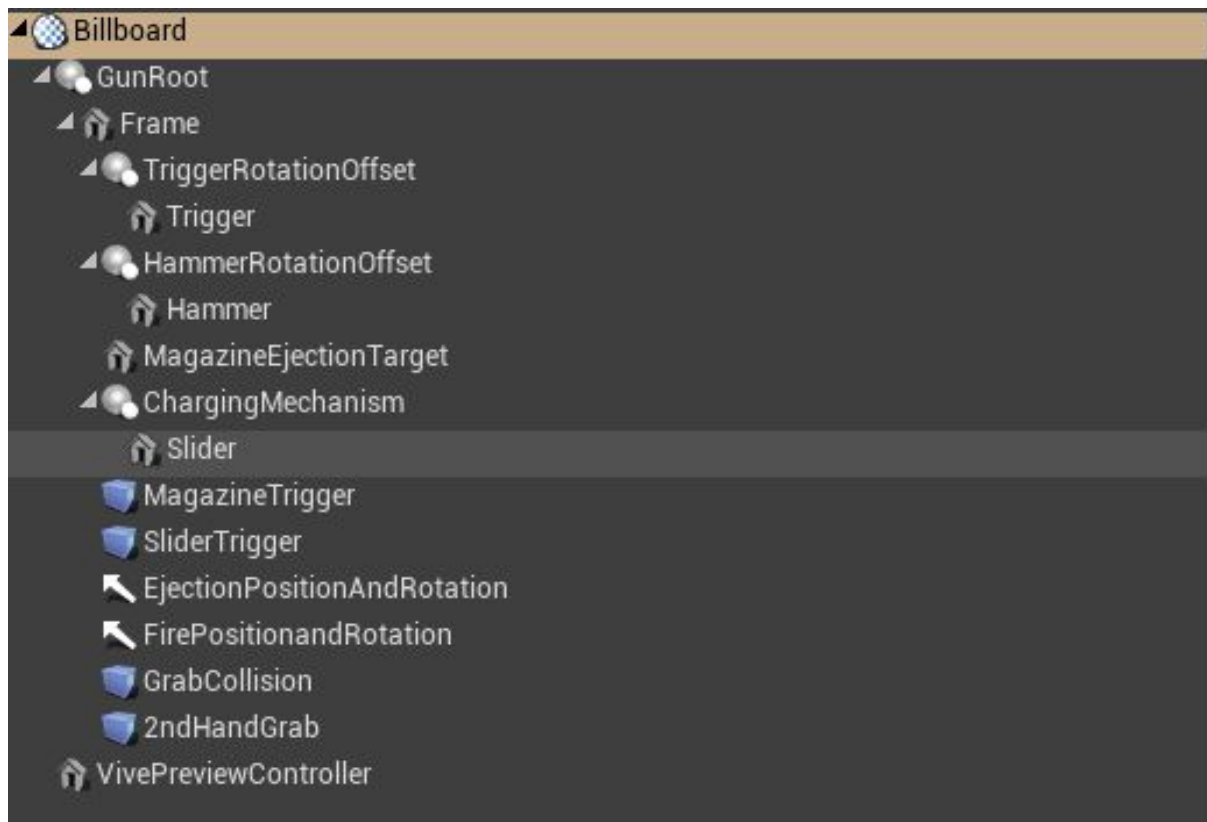 Billboard
GunRoot
Frame
TriggerRotationOffset
Trigger
HammerRotationOffset
Hammer
MagazineEjectionTarget
ChargingMechanism
Slider
MagazineTrigger
SliderTrigger
EjectionPositionAndRotation
FirePositionandRotation
GrabCollision
2ndHandGrab
VivePreviewController